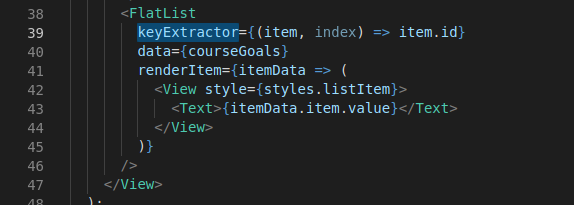 38 <FlatList
39 keyExtractor={(item, index) => item.id}
40 data={courseGoals}
41 renderItem={itemData => (
42 <View style={styles.listItem}>
43 <Text>{itemData.item.value}</Text>
44 </View>
45 )}
46 />
47 </View>
48 );